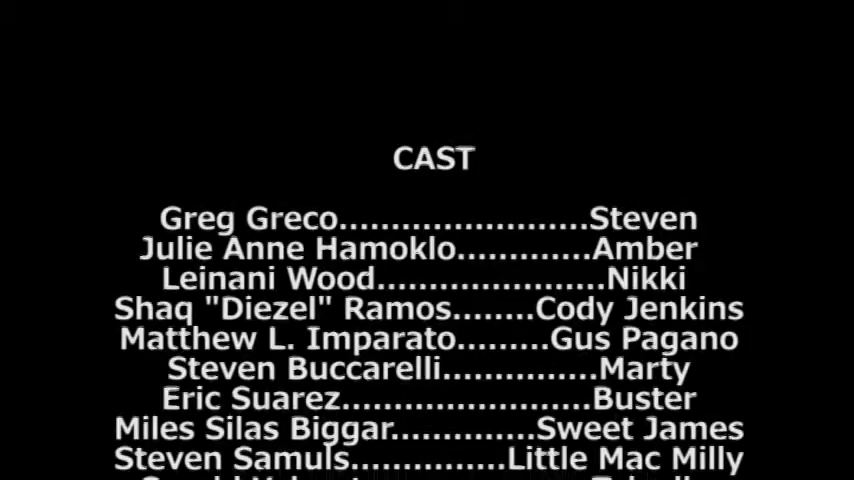 CAST
Greg Greco........................Steven
Julie Anne Hamoklo.............Amber
Leinani Wood......................Nikki
Shaq "Diezel" Ramos........Cody Jenkins
Matthew L. Imparato.........Gus Pagano
Steven Buccarelli...............Marty
Eric Suarez........................Buster
Miles Silas Biggar..............Sweet James
Steven Samuls...............Little Mac Milly